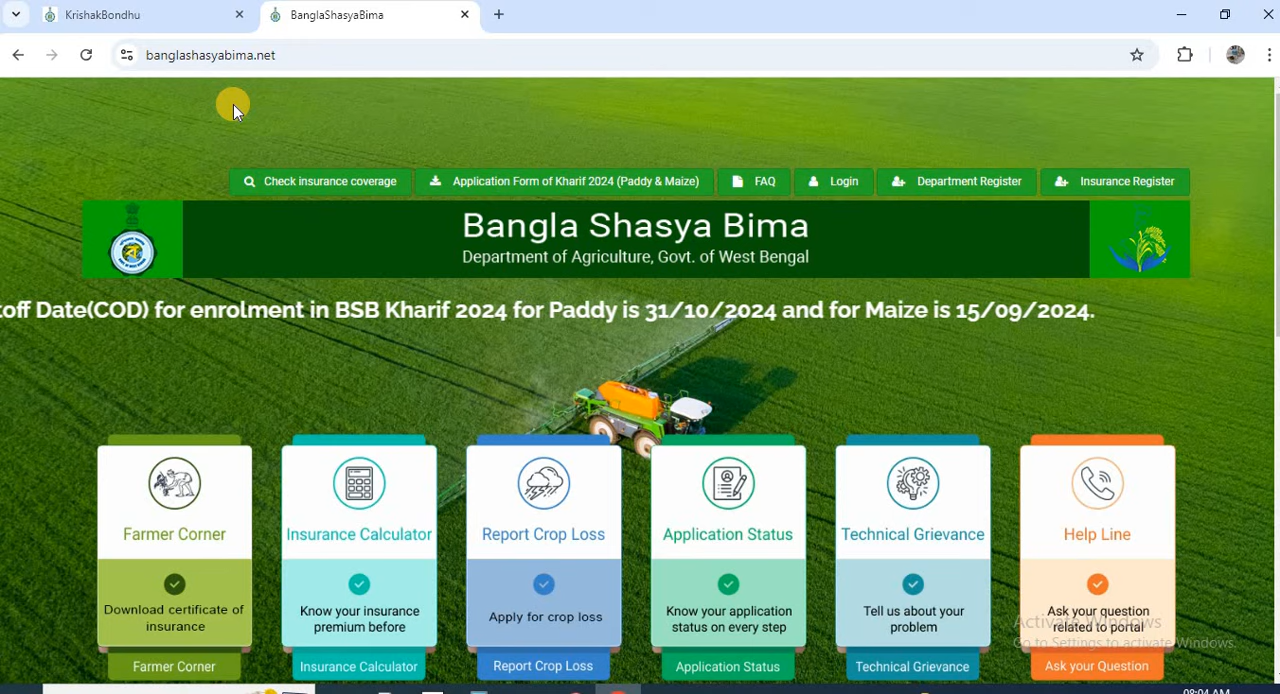 KrishakBondhu
BanglaShasyaBima
banglashasyabima.net
Check insurance coverage
Application Form of Kharif 2024 (Paddy & Maize)
FAQ
Login
Department Register
Insurance Register
Bangla Shasya Bima
Department of Agriculture, Govt. of West Bengal
toff Date(COD) for enrolment in BSB Kharif 2024 for Paddy is 31/10/2024 and for Maize is 15/09/2024.
Farmer Corner
Download certificate of
insurance
Farmer Corner
Insurance Calculator
Know your insurance
premium before
Insurance Calculator
Report Crop Loss
Apply for crop loss
Report Crop Loss
Application Status
Know your application
status on every step
Application Status
Technical Grievance
Tell us about your
problem
Technical Grievance
Help Line
Ask your question
related to portal
Ask your Question
Activate Windows
Go to Settings to activate Windows.
08:04 AM